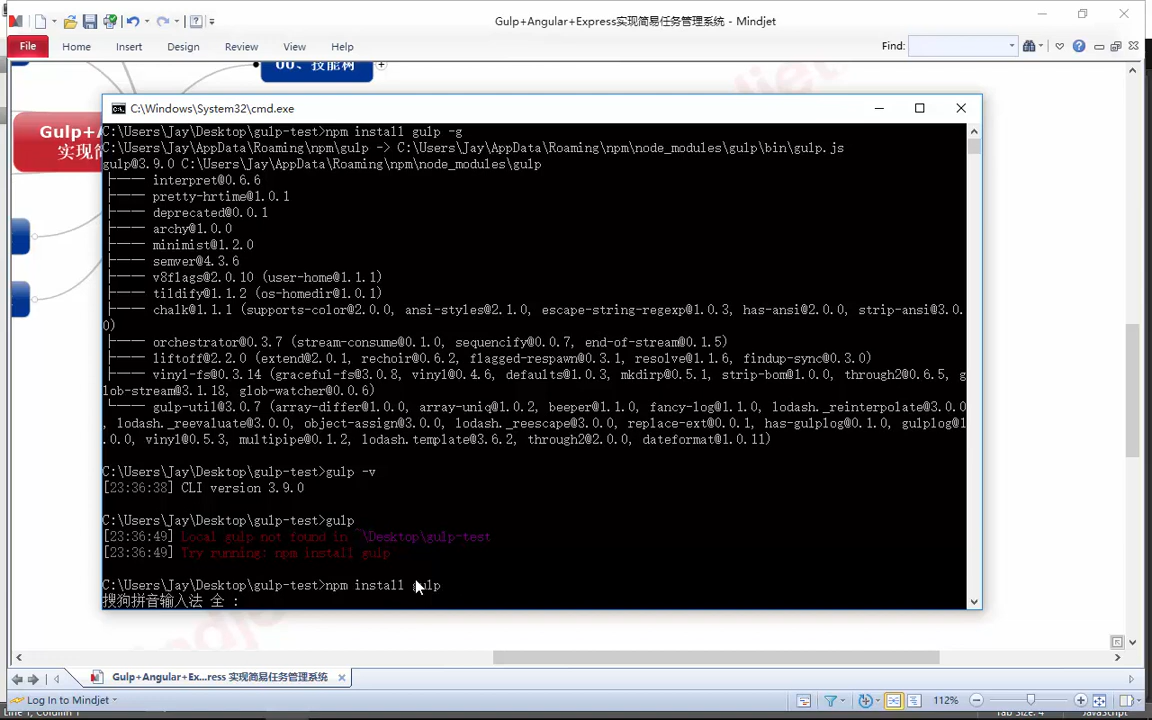 Gulp+Angular+Express实现简易任务管理系统 - Mindjet
File Home Insert Design Review View Help
Find:
C:\Windows\System32\cmd.exe
Gulp+A
实现简
C:\Users\Jay\Desktop\gulp-test>npm install gulp -g
C:\Users\Jay\AppData\Roaming\npm\gulp -> C:\Users\Jay\AppData\Roaming\npm\node_modules\gulp\bin\gulp.js
gulp@3.9.0 C:\Users\Jay\AppData\Roaming\npm\node_modules\gulp
├── interpret@0.6.6
├── pretty-hrtime@1.0.1
├── deprecated@0.0.1
├── archy@1.0.0
├── minimist@1.2.0
├── semver@4.3.6
├── v8flags@2.0.10 (user-home@1.1.1)
├── tildify@1.1.2 (os-homedir@1.0.1)
├── chalk@1.1.1 (supports-color@2.0.0, ansi-styles@2.1.0, escape-string-regexp@1.0.3, has-ansi@2.0.0, strip-ansi@3.0.
0)
├── orchestrator@0.3.7 (stream-consume@0.1.0, sequencify@0.0.7, end-of-stream@0.1.5)
├── liftoff@2.2.0 (extend@2.0.1, rechoir@0.6.2, flagged-respawn@0.3.1, resolve@1.1.6, findup-sync@0.3.0)
├── vinyl-fs@0.3.14 (graceful-fs@3.0.8, vinyl@0.4.6, defaults@1.0.3, mkdirp@0.5.1, strip-bom@1.0.0, through2@0.6.5, g
lob-stream@3.1.18, glob-watcher@0.0.6)
└── gulp-util@3.0.7 (array-differ@1.0.0, array-uniq@1.0.2, beeper@1.1.0, fancy-log@1.1.0, lodash._reinterpolate@3.0.0
, lodash._reevaluate@3.0.0, object-assign@3.0.0, lodash._reescape@3.0.0, replace-ext@0.0.1, has-gulplog@0.1.0, gulplog@1
.0.0, vinyl@0.5.3, multipipe@0.1.2, lodash.template@3.6.2, through2@2.0.0, dateformat@1.0.11)
C:\Users\Jay\Desktop\gulp-test>gulp -v
[23:36:38] CLI version 3.9.0
C:\Users\Jay\Desktop\gulp-test>gulp
[23:36:49] Local gulp not found in ~\Desktop\gulp-test
[23:36:49] Try running: npm install gulp
C:\Users\Jay\Desktop\gulp-test>npm install gulp
搜狗拼音输入法 全 :
Gulp+Angular+Ex...ress 实现简易任务管理系统
Log In to Mindjet
112%